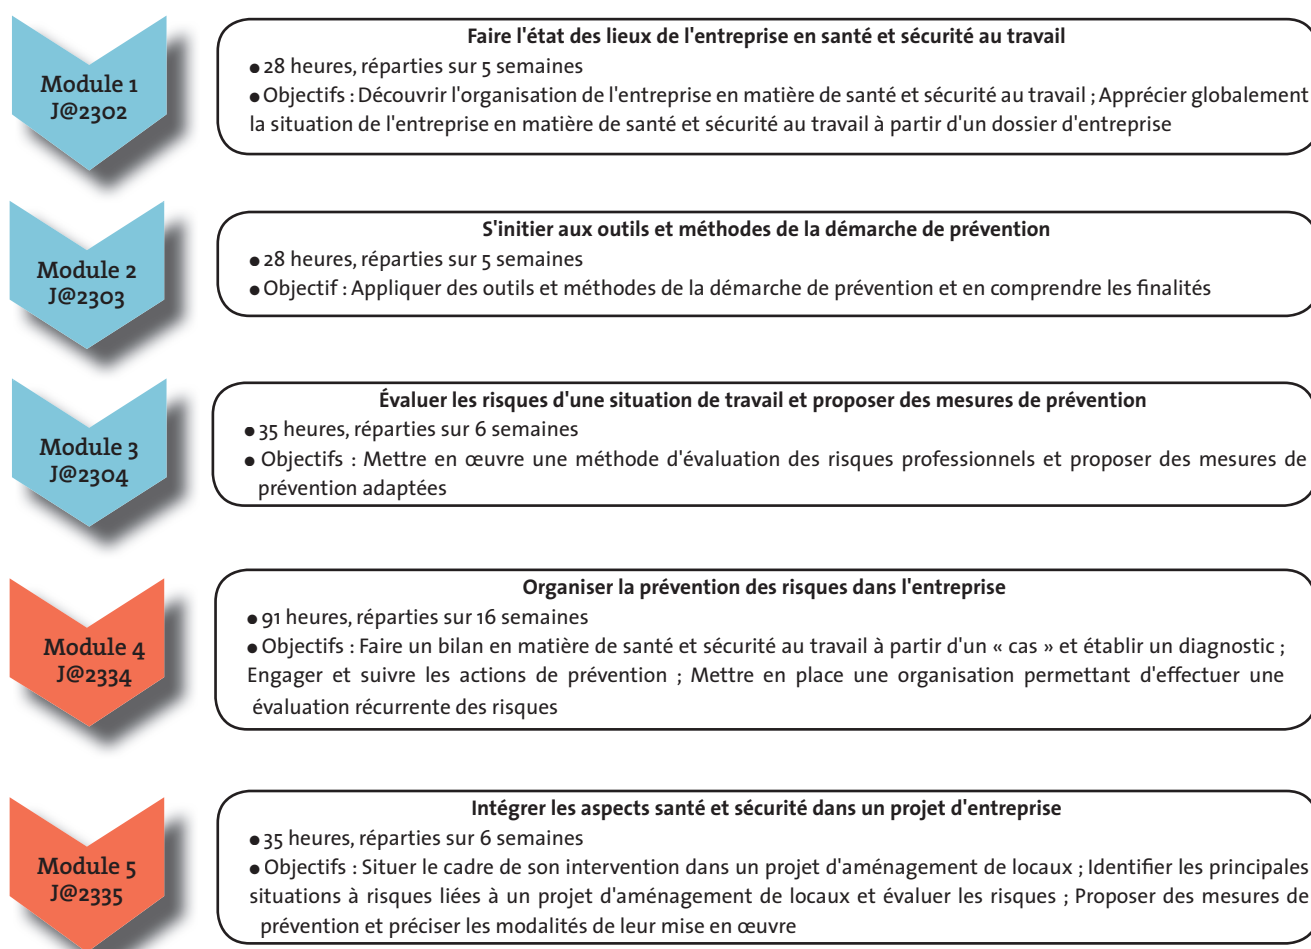 Module 1
J@2302
Faire l'état des lieux de l'entreprise en santé et sécurité au travail
● 28 heures, réparties sur 5 semaines
● Objectifs : Découvrir l'organisation de l'entreprise en matière de santé et sécurité au travail ; Apprécier globalement
la situation de l'entreprise en matière de santé et sécurité au travail à partir d'un dossier d'entreprise
Module 2
J@2303
S'initier aux outils et méthodes de la démarche de prévention
● 28 heures, réparties sur 5 semaines
● Objectif : Appliquer des outils et méthodes de la démarche de prévention et en comprendre les finalités
Module 3
J@2304
Évaluer les risques d'une situation de travail et proposer des mesures de prévention
● 35 heures, réparties sur 6 semaines
● Objectifs : Mettre en œuvre une méthode d'évaluation des risques professionnels et proposer des mesures de
prévention adaptées
Module 4
J@2334
Organiser la prévention des risques dans l'entreprise
● 91 heures, réparties sur 16 semaines
● Objectifs : Faire un bilan en matière de santé et sécurité au travail à partir d'un « cas » et établir un diagnostic ;
Engager et suivre les actions de prévention ; Mettre en place une organisation permettant d'effectuer une
évaluation récurrente des risques
Module 5
J@2335
Intégrer les aspects santé et sécurité dans un projet d'entreprise
● 35 heures, réparties sur 6 semaines
● Objectifs : Situer le cadre de son intervention dans un projet d'aménagement de locaux ; Identifier les principales
situations à risques liées à un projet d'aménagement de locaux et évaluer les risques ; Proposer des mesures de
prévention et préciser les modalités de leur mise en œuvre